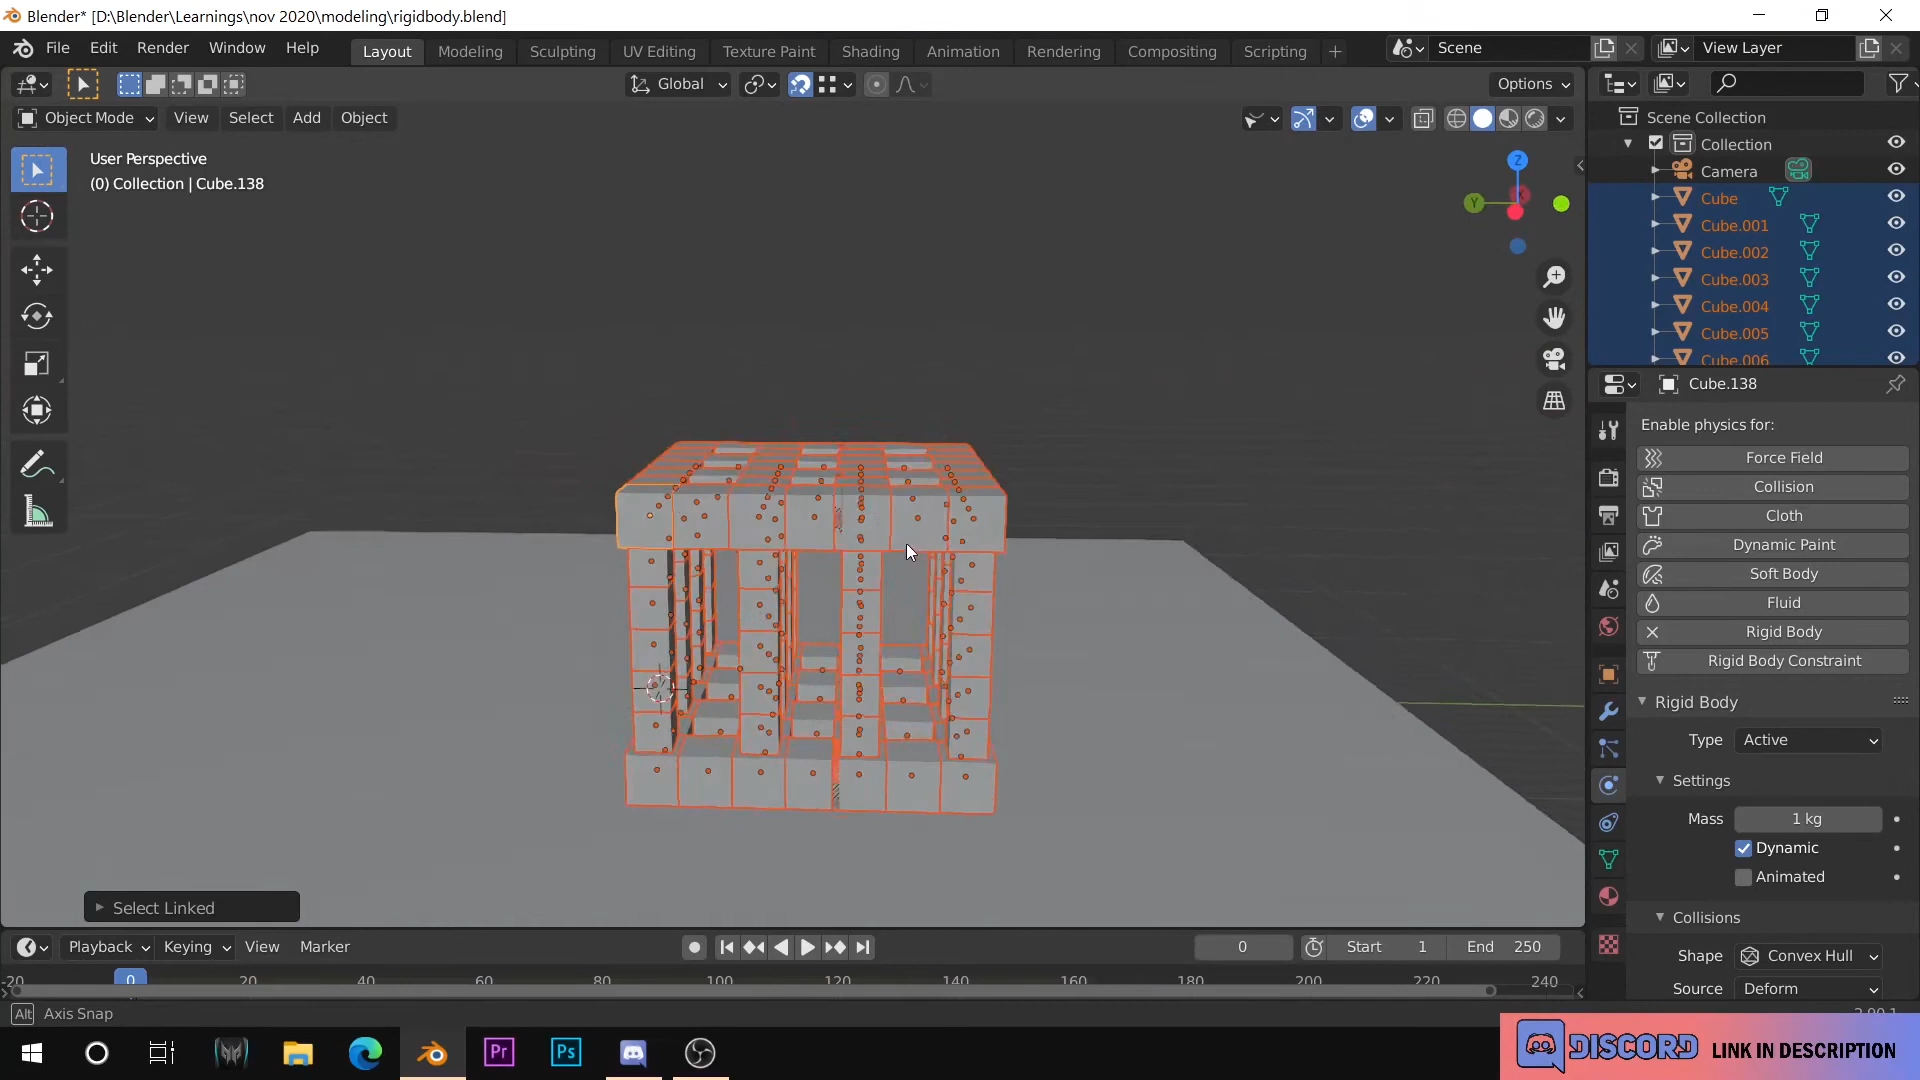 Blender* [D:\Blender\Learnings\nov 2020\modeling\rigidbody.blend]
File Edit Render Window Help Layout Modeling Sculpting UV Editing Texture Paint Shading Animation Rendering Compositing Scripting + Scene View Layer
Global Options
Object Mode View Select Add Object
User Perspective
(0) Collection | Cube.138
Z
Y
Scene Collection
Collection
Camera
Cube
Cube.001
Cube.002
Cube.003
Cube.004
Cube.005
Cube.006
Cube.138
Enable physics for:
Force Field
Collision
Cloth
Dynamic Paint
Soft Body
Fluid
Rigid Body
Rigid Body Constraint
Rigid Body
Type Active
Settings
Mass 1 kg
Dynamic
Animated
Collisions
Shape Convex Hull
Source Deform
Select Linked
Playback Keying View Marker 0 Start 1 End 250
-20 0 20 40 60 80 100 120 140 160 180 200 220 240
Alt Axis Snap
2.90.1
Pr Ps
DISCORD LINK IN DESCRIPTION